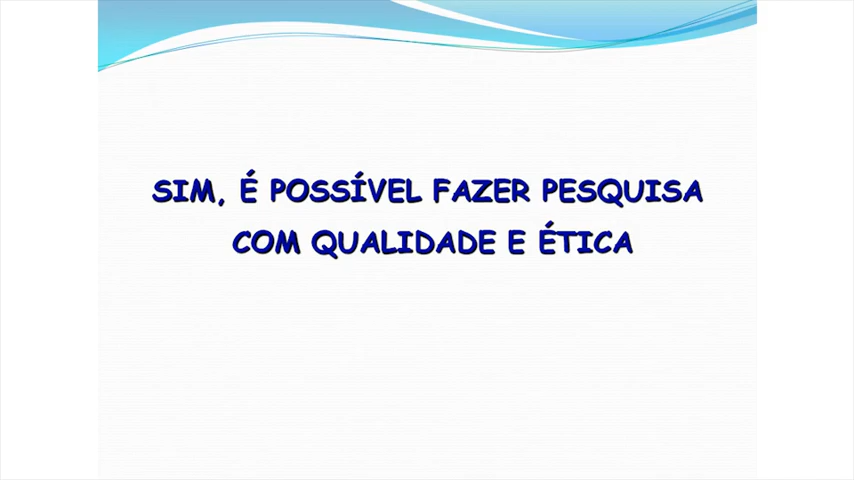 SIM, É POSSÍVEL FAZER PESQUISA
COM QUALIDADE E ÉTICA